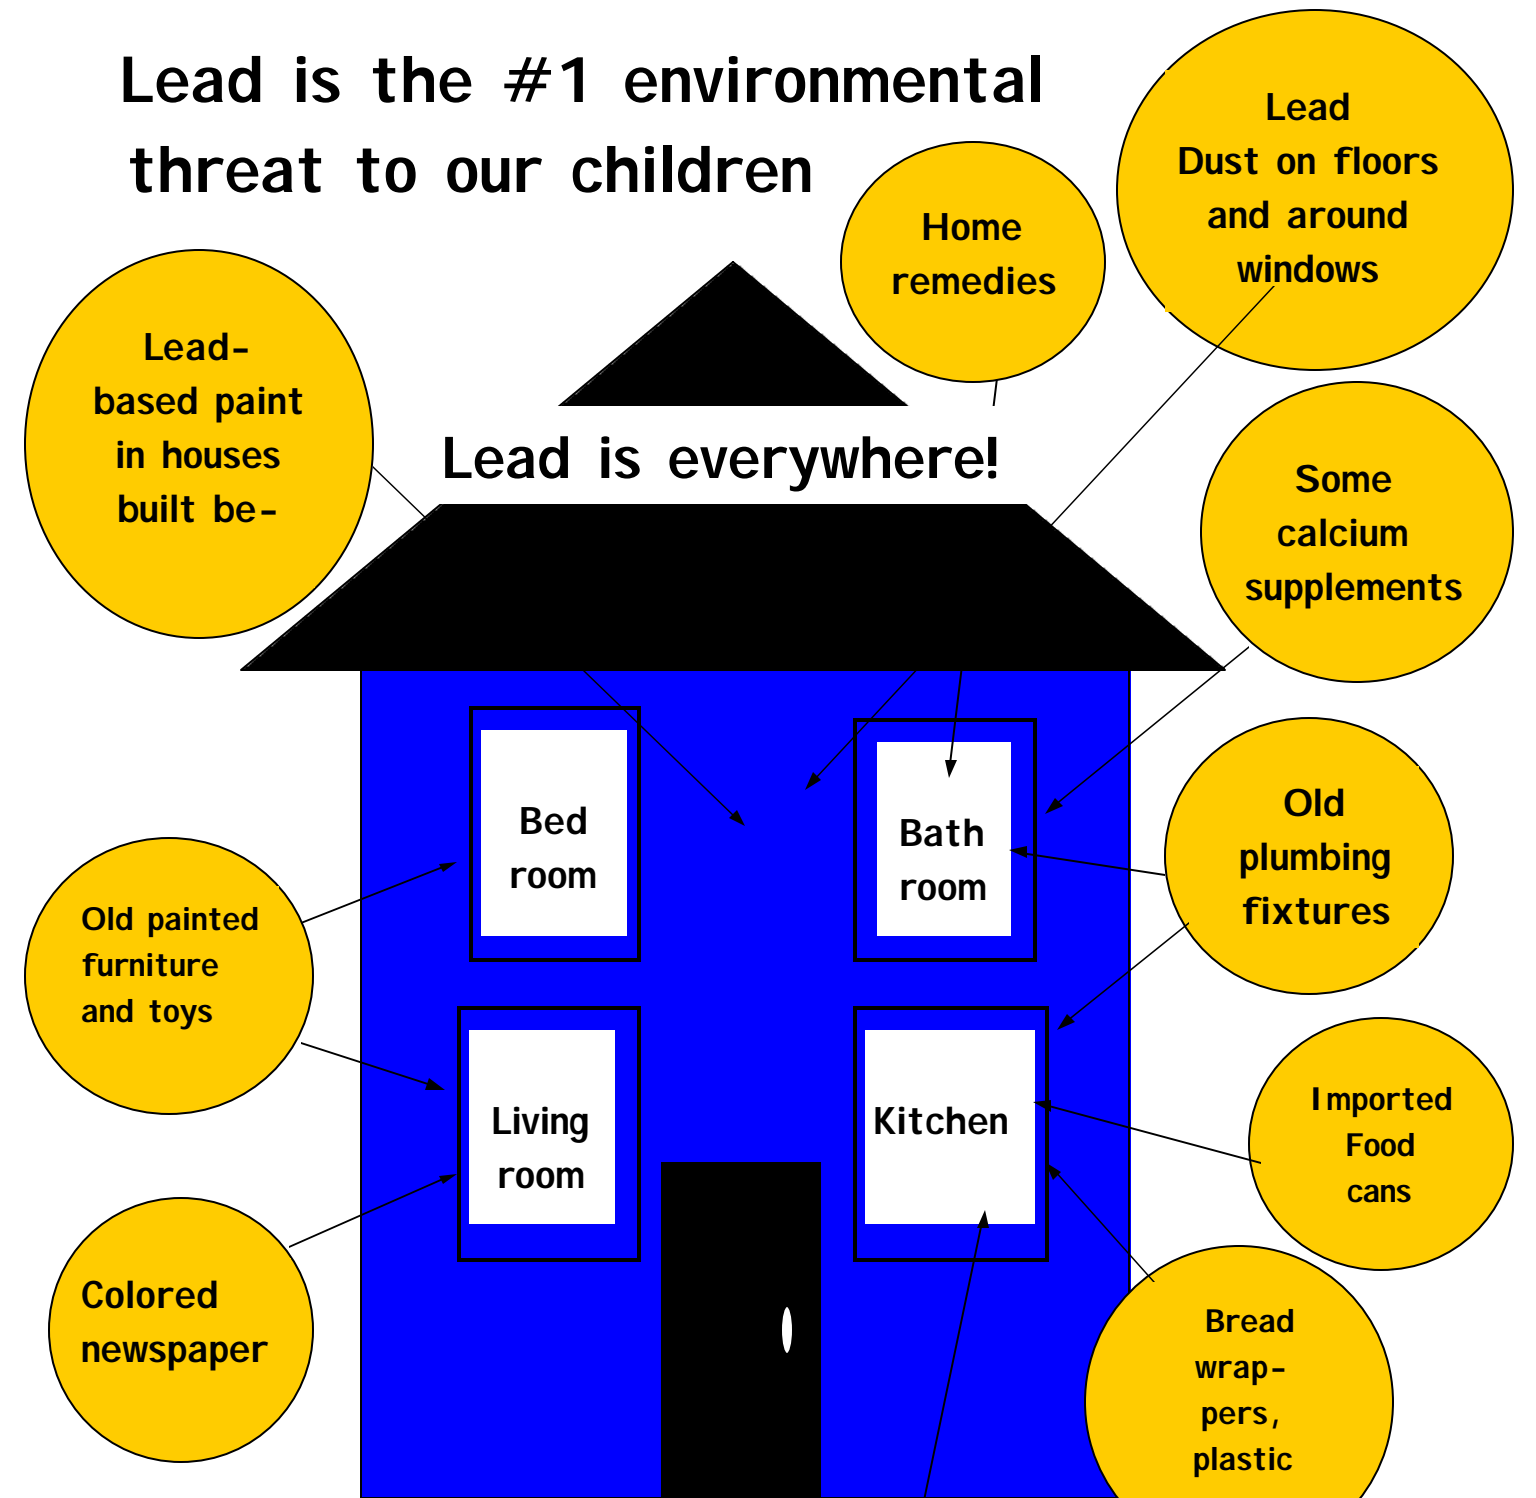 Lead is the #1 environmental
threat to our children
Lead
Dust on floors
and around
windows
Home
remedies
Lead-
based paint
in houses
built be-
Lead is everywhere!
Some
calcium
supplements
Bed
room
Bath
room
Old
plumbing
fixtures
Old painted
furniture
and toys
Living
room
Kitchen
Imported
Food
cans
Colored
newspaper
Bread
wrap-
pers,
plastic